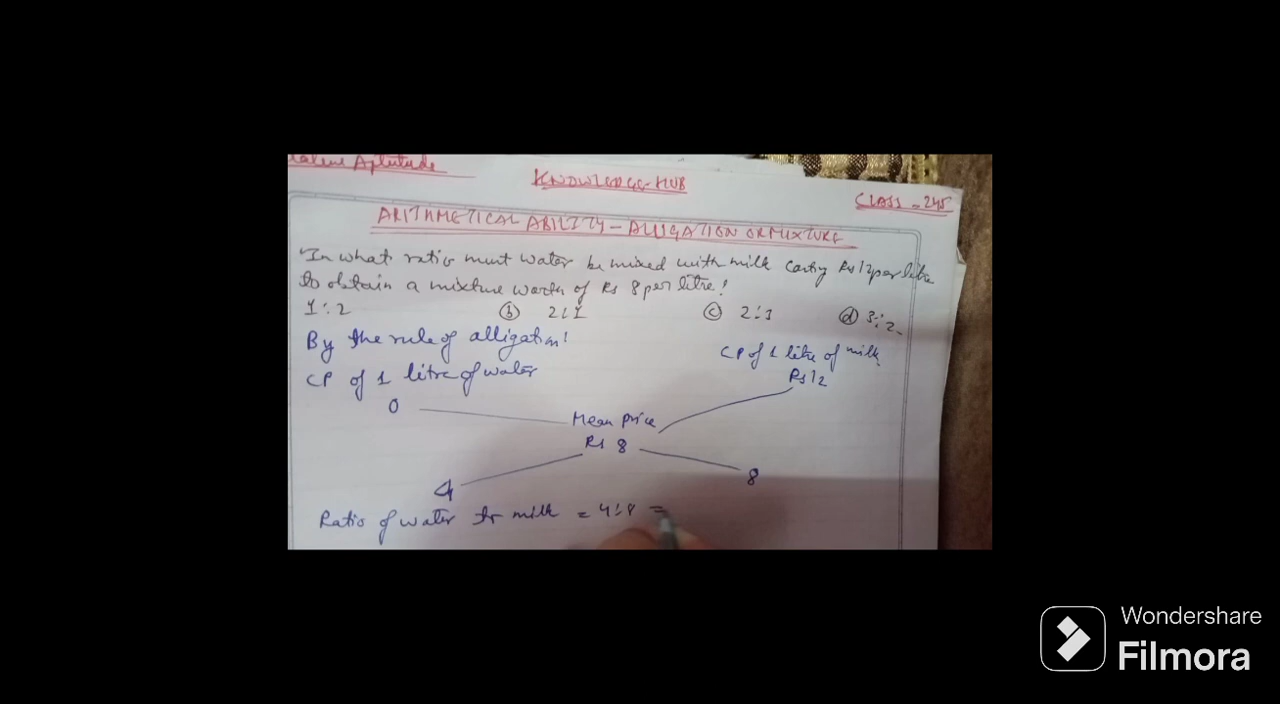 Aptitude
KNOWLEDGE-HUB
CLASS-245
ARITHMETICAL ABILITY - ALLIGATION OR MIXTURE
In what ratio must water be mixed with milk costing Rs 12 per litre
to obtain a mixture worth of Rs 8 per litre?
1:2 (b) 2:1 (c) 2:3 (d) 3:2
By the rule of alligation:
CP of 1 litre of water
CP of 1 litre of milk
Rs 12
0
Mean price
Rs 8
4 8
Ratio of water to milk = 4:8 =
Wondershare
Filmora